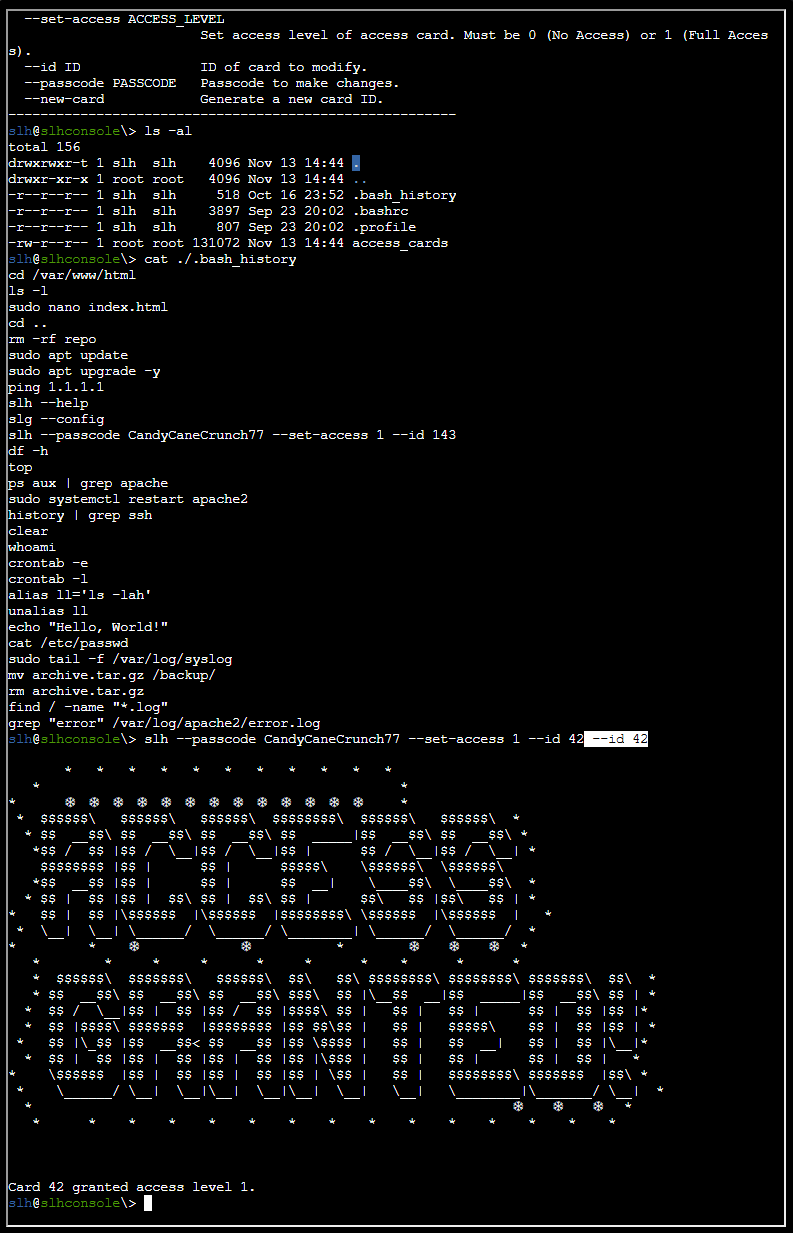 --set-access ACCESS_LEVEL
                        Set access level of access card. Must be 0 (No Access) or 1 (Full Acces
s).
  --id ID               ID of card to modify.
  --passcode PASSCODE   Passcode to make changes.
  --new-card            Generate a new card ID.
--------------------------------------------------------
slh@slhconsole\> ls -al
total 156
drwxrwxr-t 1 slh  slh    4096 Nov 13 14:44 .
drwxr-xr-x 1 root root   4096 Nov 13 14:44 ..
-r--r--r-- 1 slh  slh     518 Oct 16 23:52 .bash_history
-r--r--r-- 1 slh  slh    3897 Sep 23 20:02 .bashrc
-r--r--r-- 1 slh  slh     807 Sep 23 20:02 .profile
-rw-r--r-- 1 root root 131072 Nov 13 14:44 access_cards
slh@slhconsole\> cat ./.bash_history
cd /var/www/html
ls -l
sudo nano index.html
cd ..
rm -rf repo
sudo apt update
sudo apt upgrade -y
ping 1.1.1.1
slh --help
slg --config
slh --passcode CandyCaneCrunch77 --set-access 1 --id 143
df -h
top
ps aux | grep apache
sudo systemctl restart apache2
history | grep ssh
clear
whoami
crontab -e
crontab -l
alias ll='ls -lah'
unalias ll
echo "Hello, World!"
cat /etc/passwd
sudo tail -f /var/log/syslog
mv archive.tar.gz /backup/
rm archive.tar.gz
find / -name "*.log"
grep "error" /var/log/apache2/error.log
slh@slhconsole\> slh --passcode CandyCaneCrunch77 --set-access 1 --id 42 --id 42
ACCESS
GRANTED!
Card 42 granted access level 1.
slh@slhconsole\>